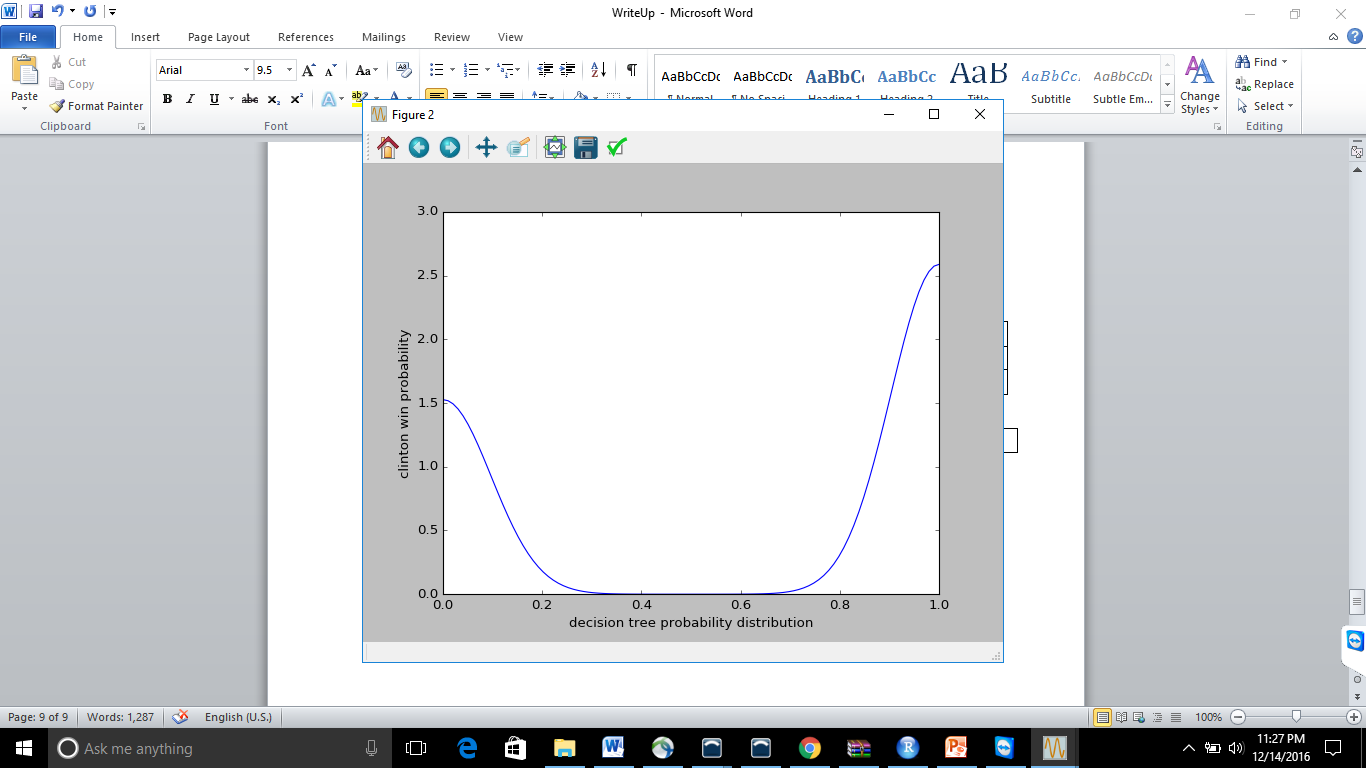 WriteUp - Microsoft Word
File Home Insert Page Layout References Mailings Review View
Paste
Cut
Copy
Format Painter
Clipboard
Arial 9.5
B I U abc
Font
AaBbCcDc AaBbCcDc AaBbC AaBbCc AaB AaBbCc. AaBbCcDc
Title Subtitle Subtle Em...
Change Styles
Find
Replace
Select
Editing
Figure 2
3.0
2.5
2.0
1.5
1.0
0.5
0.0
clinton win probability
0.0 0.2 0.4 0.6 0.8 1.0
decision tree probability distribution
Page: 9 of 9 Words: 1,287 English (U.S.) 100%
Ask me anything
11:27 PM
12/14/2016